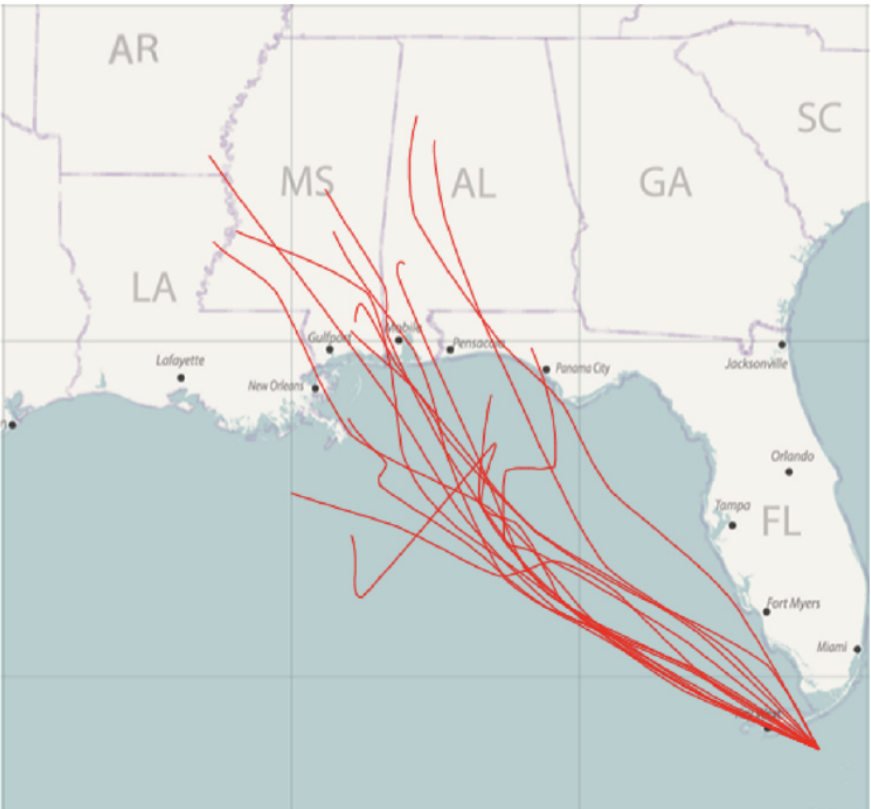 AR
SC
MS
AL
GA
LA
Gulfport
Mobile
Pensacola
Lafayette
New Orleans
Panama City
Jacksonville
Orlando
Tampa
FL
Fort Myers
Miami